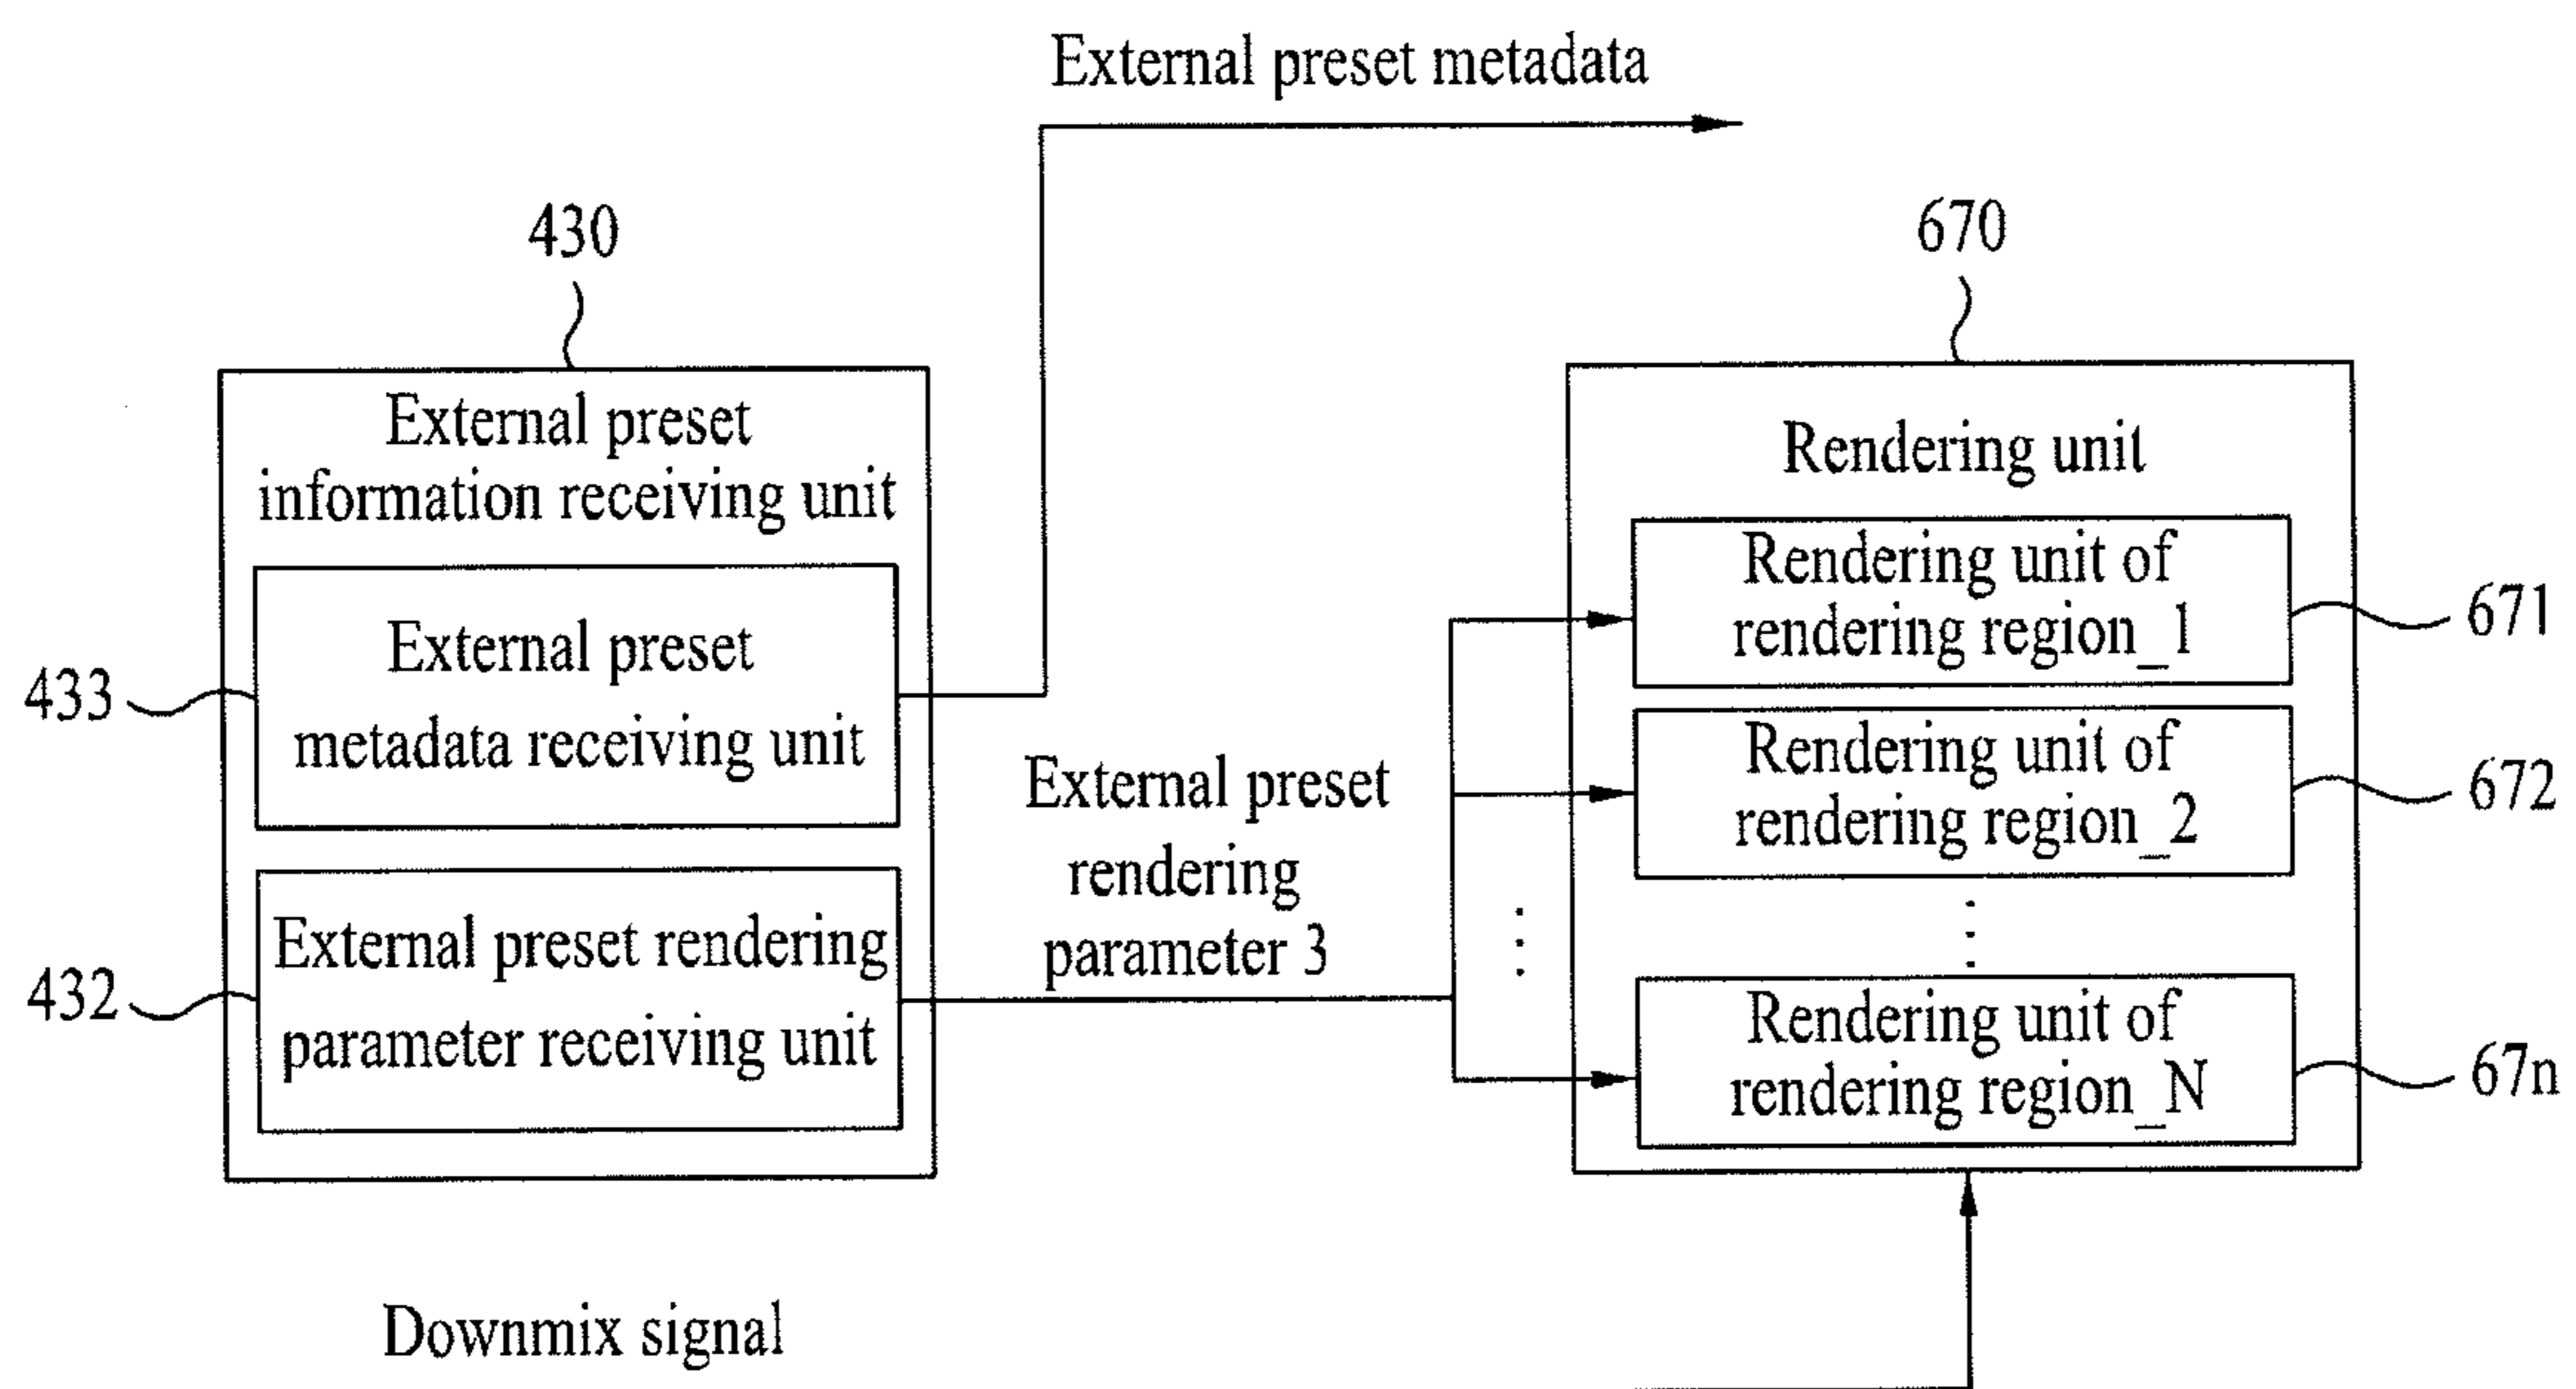 External preset metadata
430
External preset
information receiving unit
433
External preset
metadata receiving unit
432
External preset rendering
parameter receiving unit
External preset
rendering
parameter 3
670
Rendering unit
Rendering unit of
rendering region_1
671
Rendering unit of
rendering region_2
672
Rendering unit of
rendering region_N
67n
Downmix signal